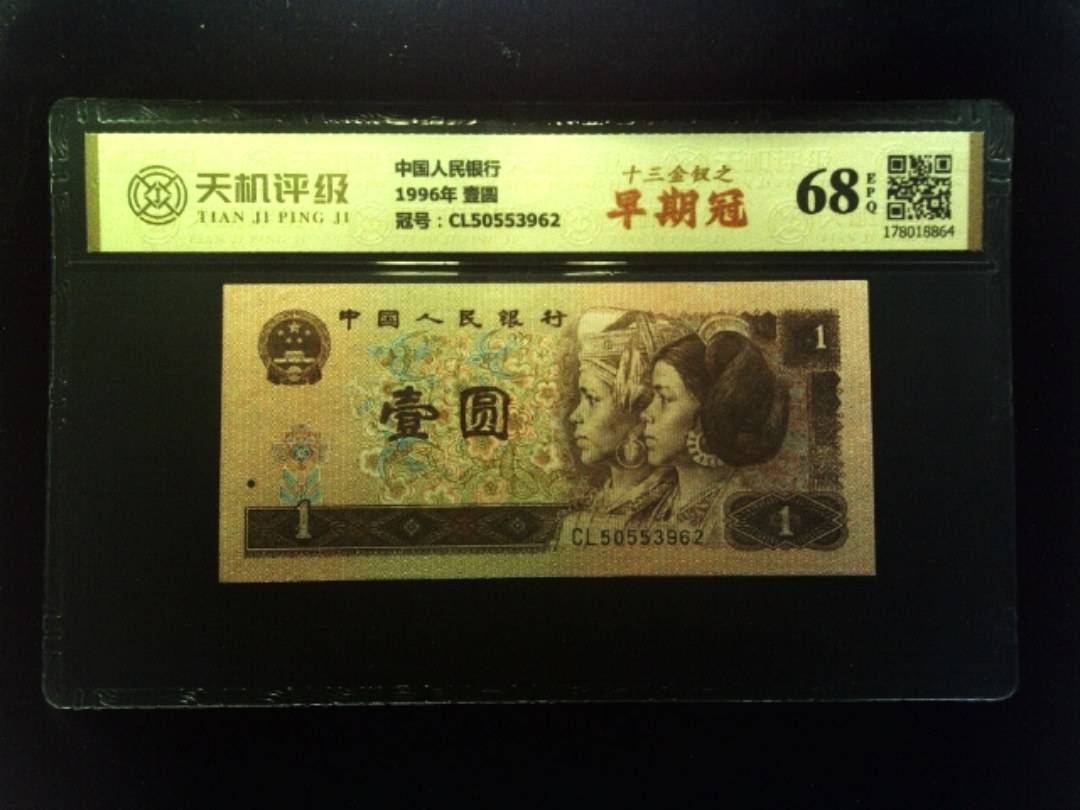 天机评级
TIAN JI PING JI
中国人民银行
1996年 壹圆
冠号：CL50553962
十三金钗之
早期冠
68
EPQ
178018864
中国人民银行
1
壹圆
1
CL50553962
1